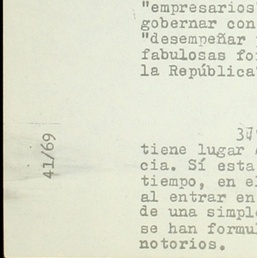 "empresarios"
gobernar con
"desempeñar
fabulosas fo
la República
tiene lugar
cia. Sí esta
tiempo, en el
al entrar en
de una simple
se han formul
notorios.
41/69